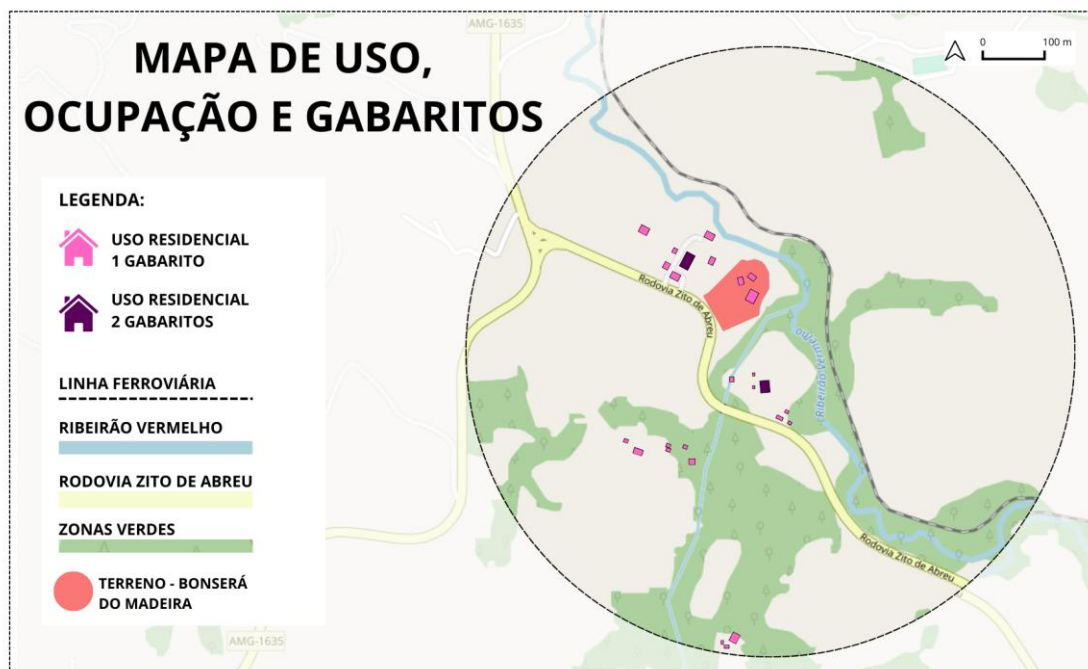 AMG-1635
MAPA DE USO,
OCUPAÇÃO E GABARITOS
0 100 m
LEGENDA:
USO RESIDENCIAL
1 GABARITO
USO RESIDENCIAL
2 GABARITOS
LINHA FERROVIÁRIA
RIBEIRÃO VERMELHO
RODOVIA ZITO DE ABREU
ZONAS VERDES
TERRENO - BONSERÁ
DO MADEIRA
Rodovia Zito de Abreu
Ribeirão Vermelho
Rodovia Zito de Abreu
AMG-1635